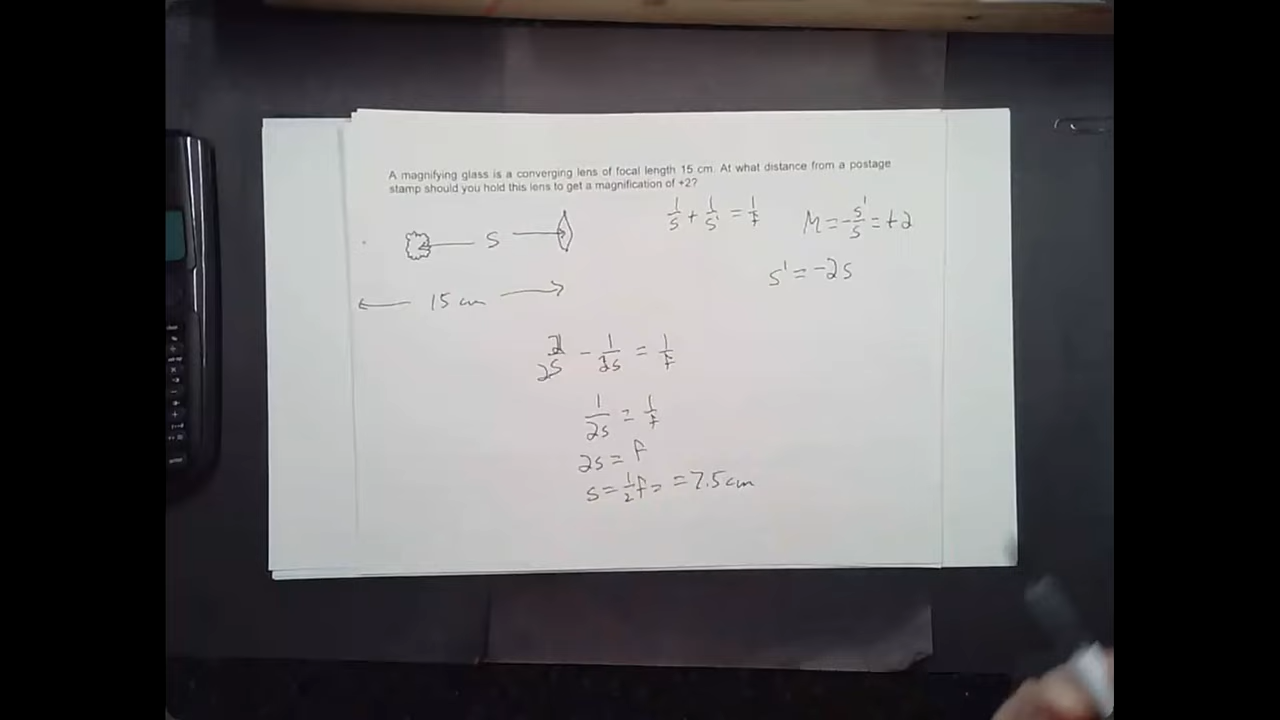 A magnifying glass is a converging lens of focal length 15 cm. At what distance from a postage
stamp should you hold this lens to get a magnification of +2?
1/s + 1/s' = 1/f
M = -s'/s = +2
s
s' = -2s
15 cm
2/2s - 1/2s = 1/f
1/2s = 1/f
2s = f
s = 1/2 f = = 7.5 cm